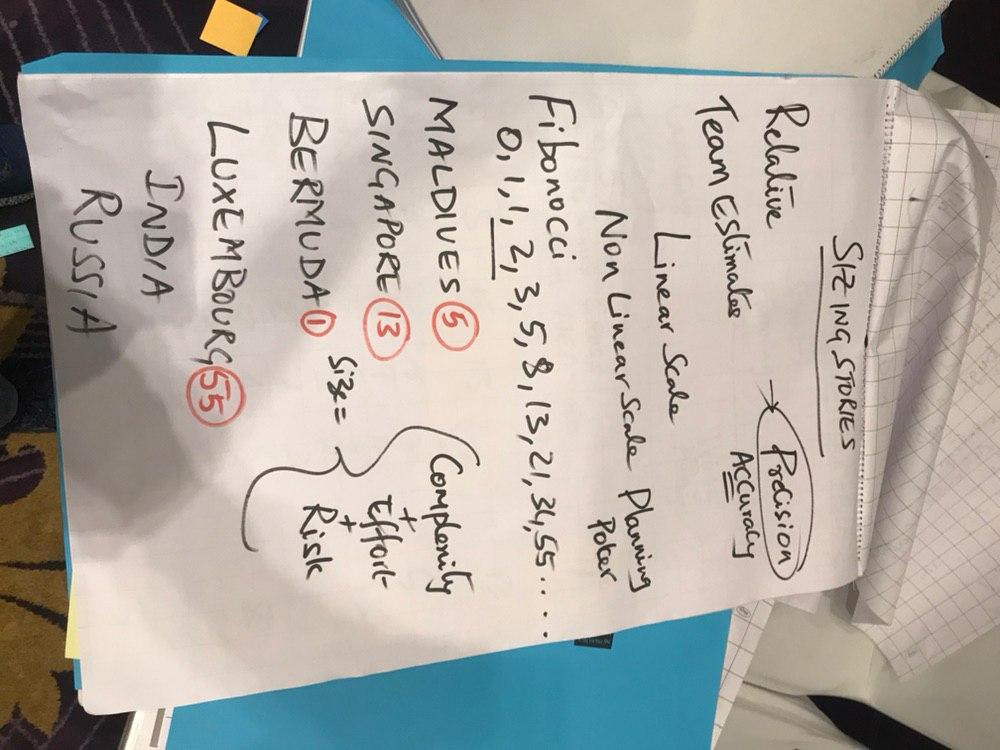 SIZING STORIES
Relative → Precision
Team Estimates ACCuracy
Linear Scale
Non Linear Scale Planning
Poker
Fibonocci
0, 1, 1, 2, 3, 5, 8, 13, 21, 34, 55 . . . .
MALDIVES 5
SINGAPORE 13
BERMUDA 1
LUXEMBOURG 55
INDIA
RUSSIA
Size = { Complexity
+
Effort
+
Risk